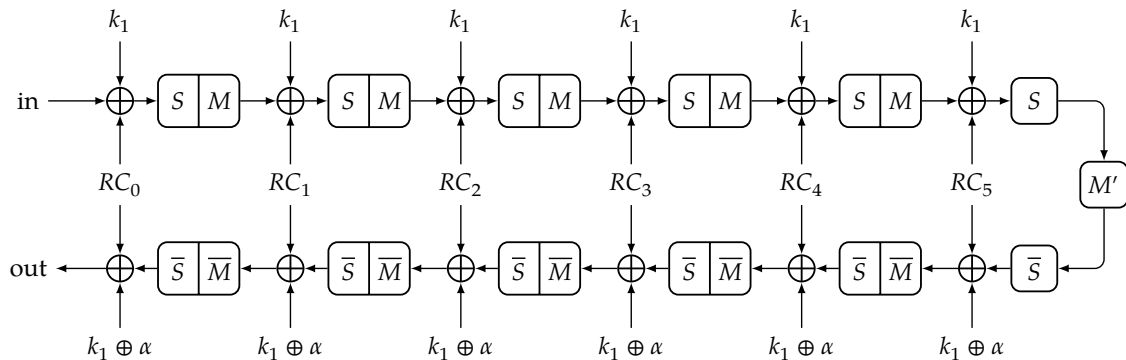 k₁ k₁ k₁ k₁ k₁ k₁
in S M S M S M S M S M S
RC₀ RC₁ RC₂ RC₃ RC₄ RC₅ M′
out S̅ M̅ S̅ M̅ S̅ M̅ S̅ M̅ S̅ M̅ S̅
k₁ ⊕ α k₁ ⊕ α k₁ ⊕ α k₁ ⊕ α k₁ ⊕ α k₁ ⊕ α